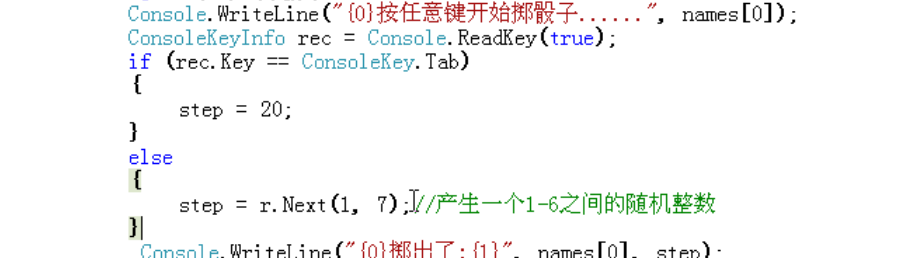 Console.WriteLine("{0}按任意键开始掷骰子......", names[0]);
ConsoleKeyInfo rec = Console.ReadKey(true);
if (rec.Key == ConsoleKey.Tab)
{
step = 20;
}
else
{
step = r.Next(1, 7);//产生一个1-6之间的随机整数
}
Console.WriteLine("{0}掷出了:{1}", names[0], step);